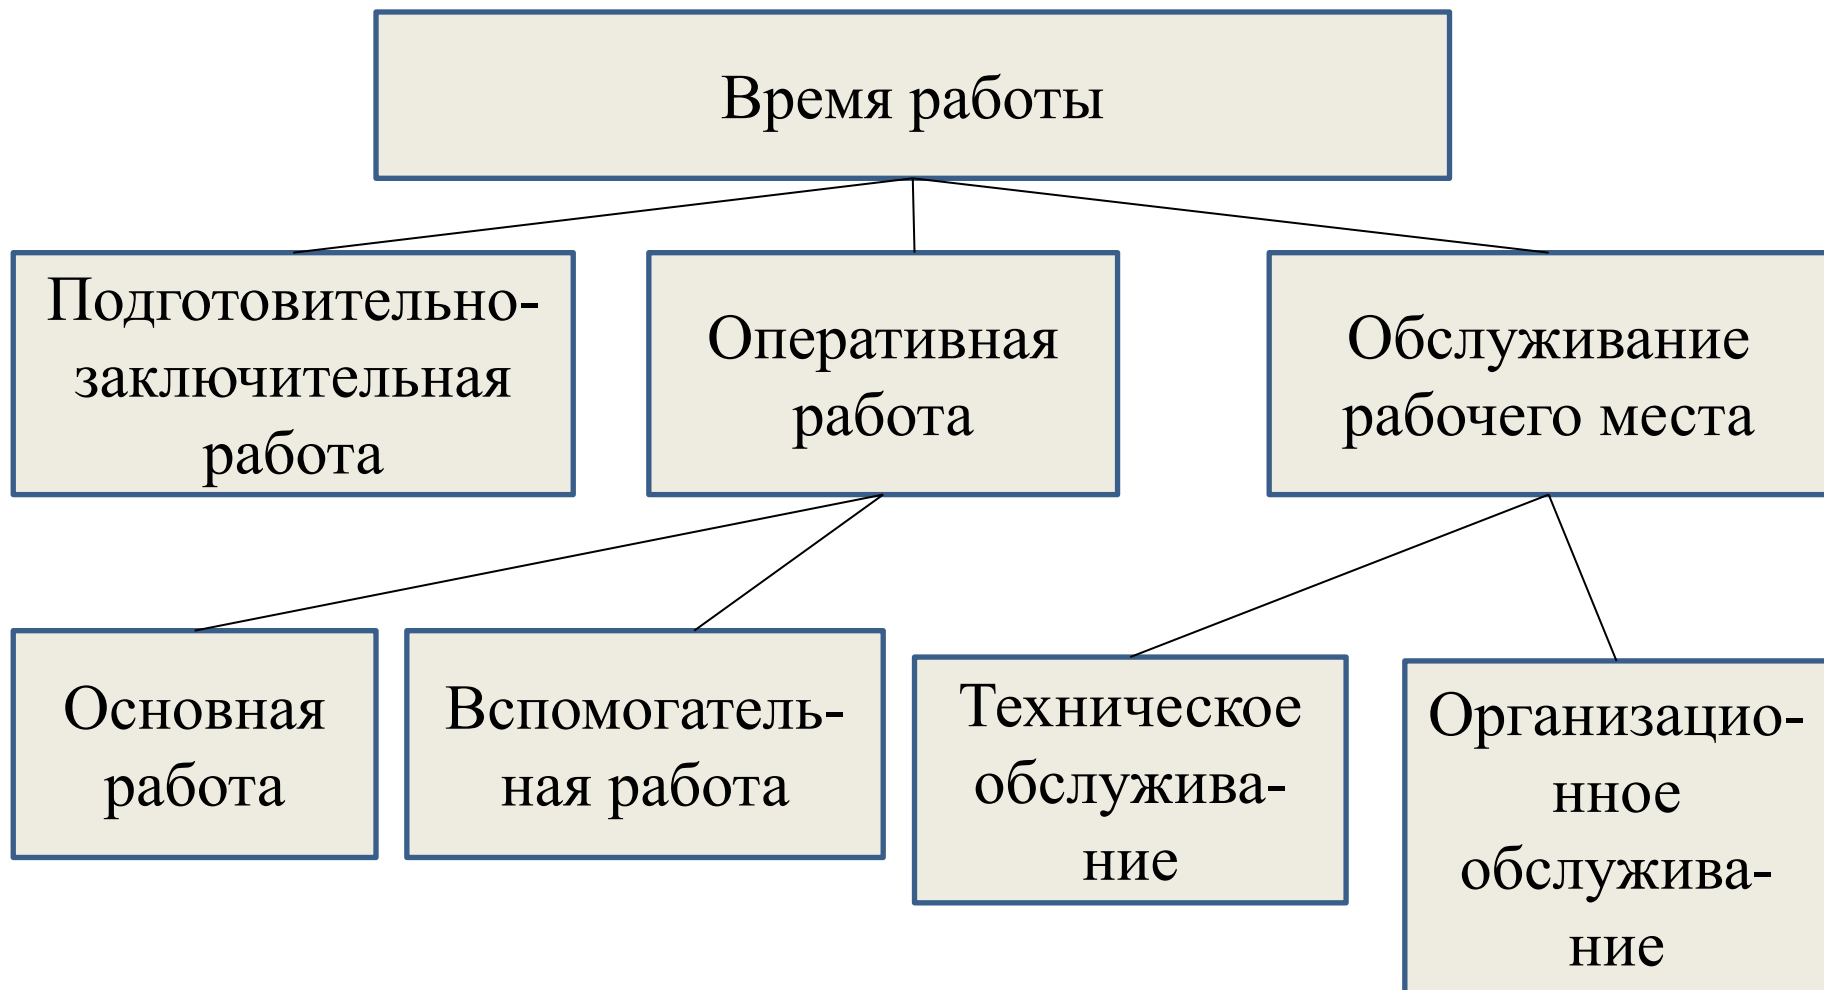 Время работы
Подготовительно-
заключительная
работа
Оперативная
работа
Обслуживание
рабочего места
Основная
работа
Вспомогатель-
ная работа
Техническое
обслужива-
ние
Организацио-
нное
обслужива-
ние